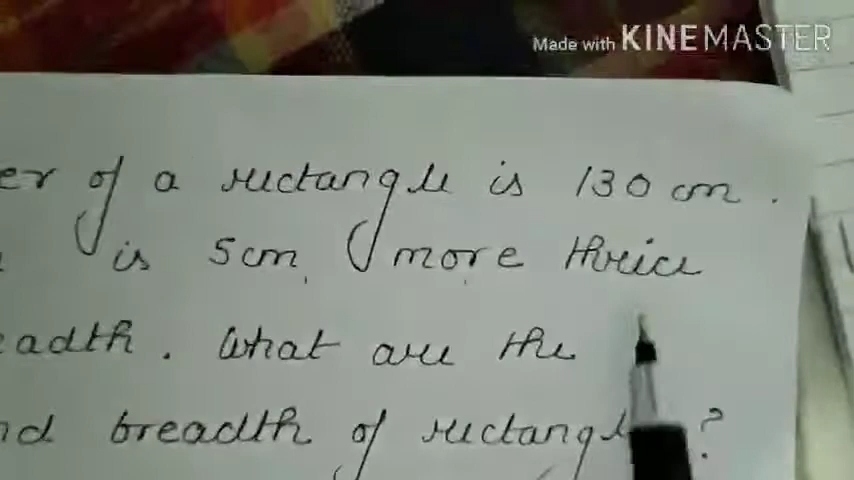 Made with KINEMASTER
er of a rectangle is 130 cm.
is 5cm more thrice
eadth. What are the
nd breadth of rectangle?